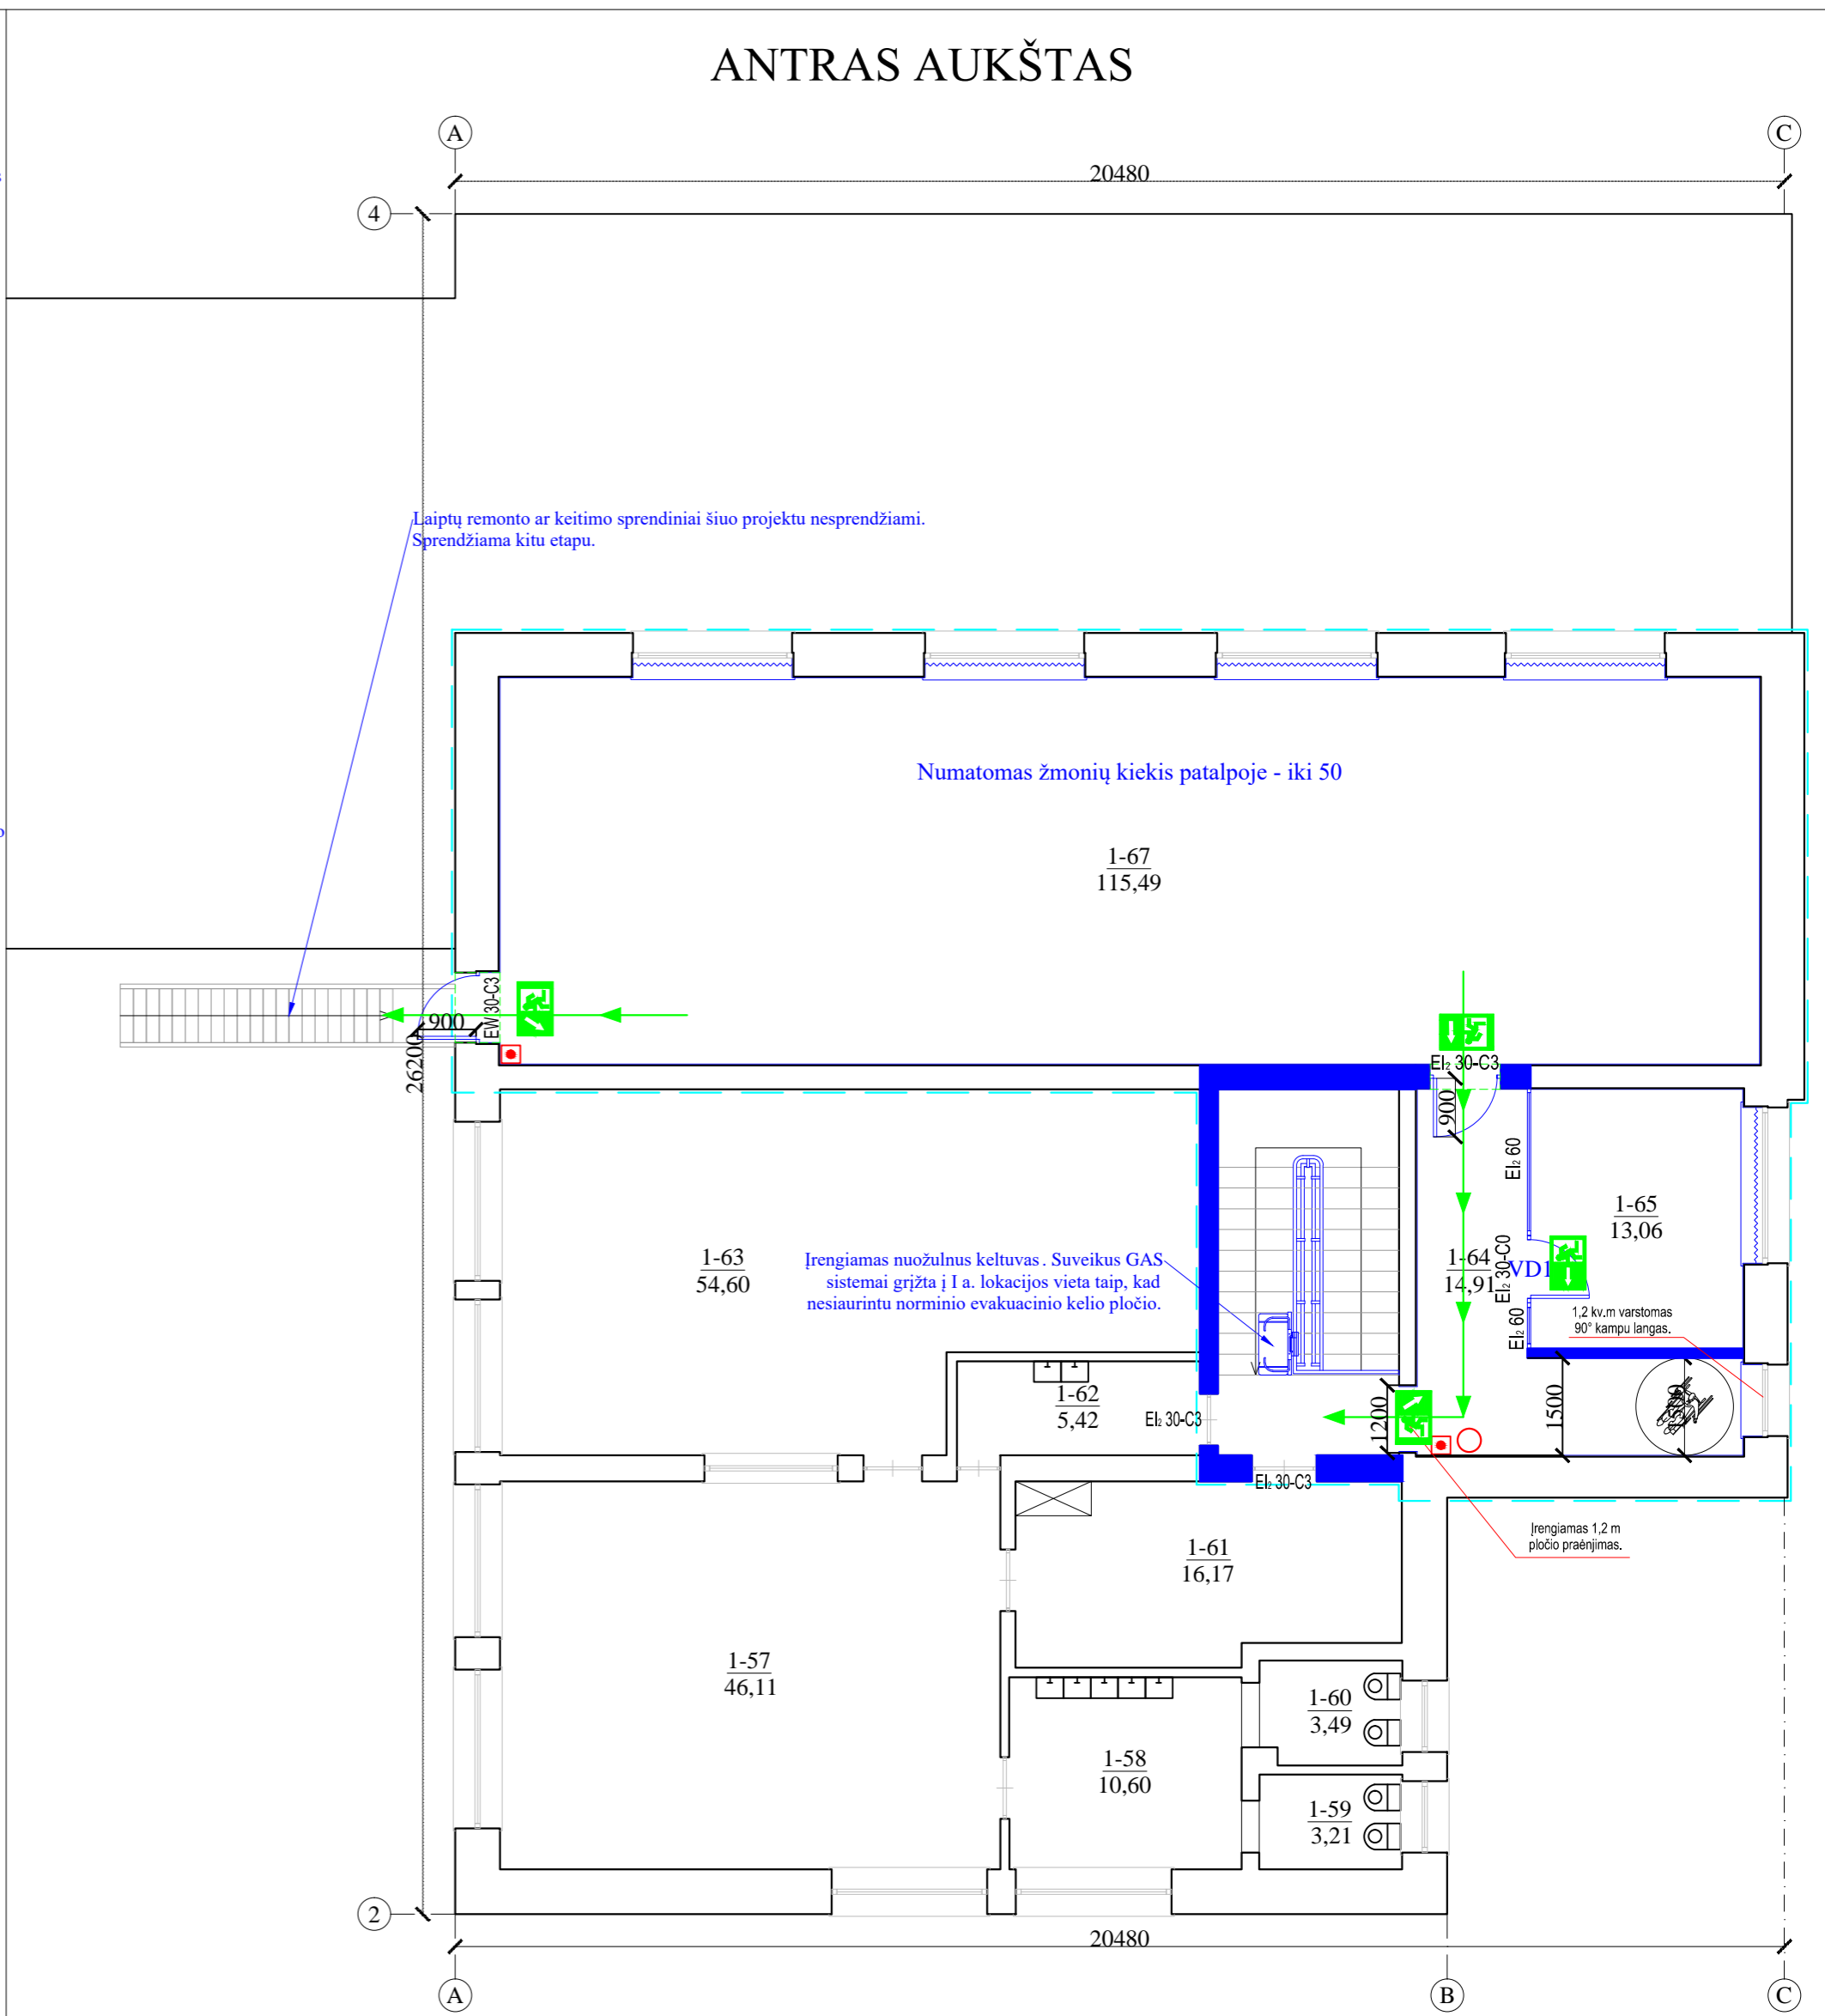 ANTRAS AUKŠTAS
A
C
20480
4
Laiptų remonto ar keitimo sprendiniai šiuo projektu nesprendžiami.
Sprendžiama kitu etapu.
Numatomas žmonių kiekis patalpoje - iki 50
1-67
115,49
EW 30-C3
900
26200
EI₂ 30-C3
900
EI₂ 60
1-65
13,06
1-63
54,60
Įrengiamas nuožulnus keltuvas. Suveikus GAS
sistemai grįžta į I a. lokacijos vieta taip, kad
nesiaurintu norminio evakuacinio kelio pločio.
1-64
14,91
EI₂ 30-C0
VD1
EI₂ 60
1,2 kv.m varstomas
90° kampu langas.
1-62
5,42
EI₂ 30-C3
1200
1500
1500
EI₂ 30-C3
Įrengiamas 1,2 m
pločio praėnjimas.
1-61
16,17
1-57
46,11
1-60
3,49
1-58
10,60
1-59
3,21
2
20480
A
B
C